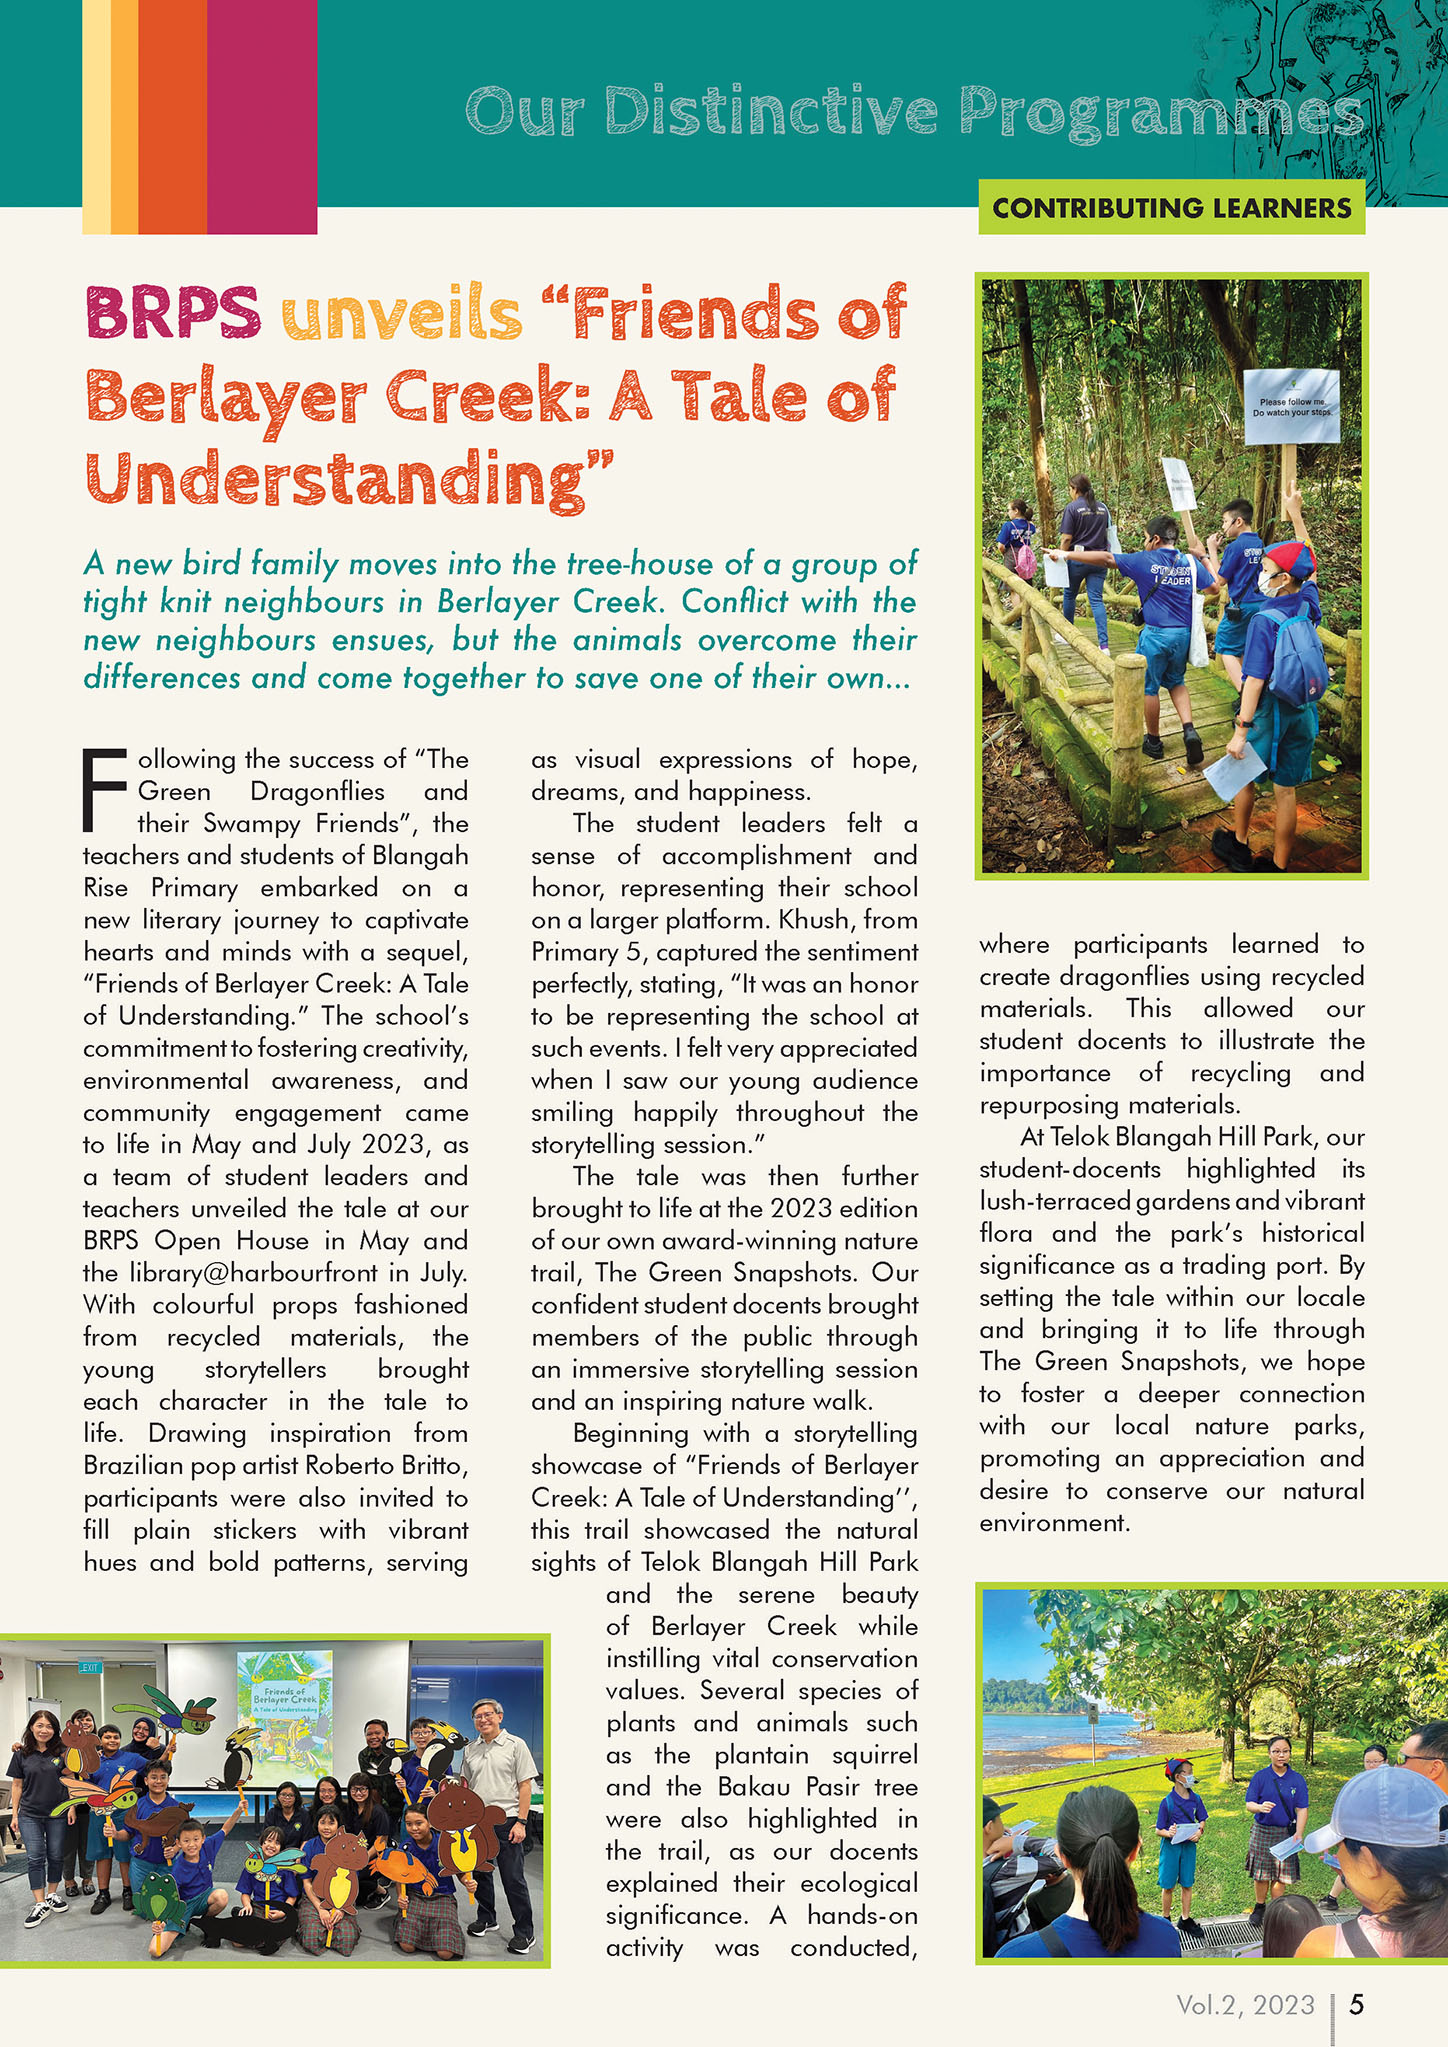 Our Distinctive Programmes
CONTRIBUTING LEARNERS
BRPS unveils “Friends of
Berlayer Creek: A Tale of
Understanding”
A new bird family moves into the tree-house of a group of
tight knit neighbours in Berlayer Creek. Conflict with the
new neighbours ensues, but the animals overcome their
differences and come together to save one of their own...
Following the success of “The
Green Dragonflies and
their Swampy Friends”, the
teachers and students of Blangah
Rise Primary embarked on a
new literary journey to captivate
hearts and minds with a sequel,
“Friends of Berlayer Creek: A Tale
of Understanding.” The school’s
commitment to fostering creativity,
environmental awareness, and
community engagement came
to life in May and July 2023, as
a team of student leaders and
teachers unveiled the tale at our
BRPS Open House in May and
the library@harbourfront in July.
With colourful props fashioned
from recycled materials, the
young storytellers brought
each character in the tale to
life. Drawing inspiration from
Brazilian pop artist Roberto Britto,
participants were also invited to
fill plain stickers with vibrant
hues and bold patterns, serving
as visual expressions of hope,
dreams, and happiness.
The student leaders felt a
sense of accomplishment and
honor, representing their school
on a larger platform. Khush, from
Primary 5, captured the sentiment
perfectly, stating, “It was an honor
to be representing the school at
such events. I felt very appreciated
when I saw our young audience
smiling happily throughout the
storytelling session.”
The tale was then further
brought to life at the 2023 edition
of our own award-winning nature
trail, The Green Snapshots. Our
confident student docents brought
members of the public through
an immersive storytelling session
and an inspiring nature walk.
Beginning with a storytelling
showcase of “Friends of Berlayer
Creek: A Tale of Understanding’’,
this trail showcased the natural
sights of Telok Blangah Hill Park
and the serene beauty
of Berlayer Creek while
instilling vital conservation
values. Several species of
plants and animals such
as the plantain squirrel
and the Bakau Pasir tree
were also highlighted in
the trail, as our docents
explained their ecological
significance. A hands-on
activity was conducted,
Please follow me.
Do watch your steps.
STUDENT
LEADER
where participants learned to
create dragonflies using recycled
materials. This allowed our
student docents to illustrate the
importance of recycling and
repurposing materials.
At Telok Blangah Hill Park, our
student-docents highlighted its
lush-terraced gardens and vibrant
flora and the park’s historical
significance as a trading port. By
setting the tale within our locale
and bringing it to life through
The Green Snapshots, we hope
to foster a deeper connection
with our local nature parks,
promoting an appreciation and
desire to conserve our natural
environment.
EXIT
Friends of
Berlayer Creek
A Tale of Understanding
Vol.2, 2023
5